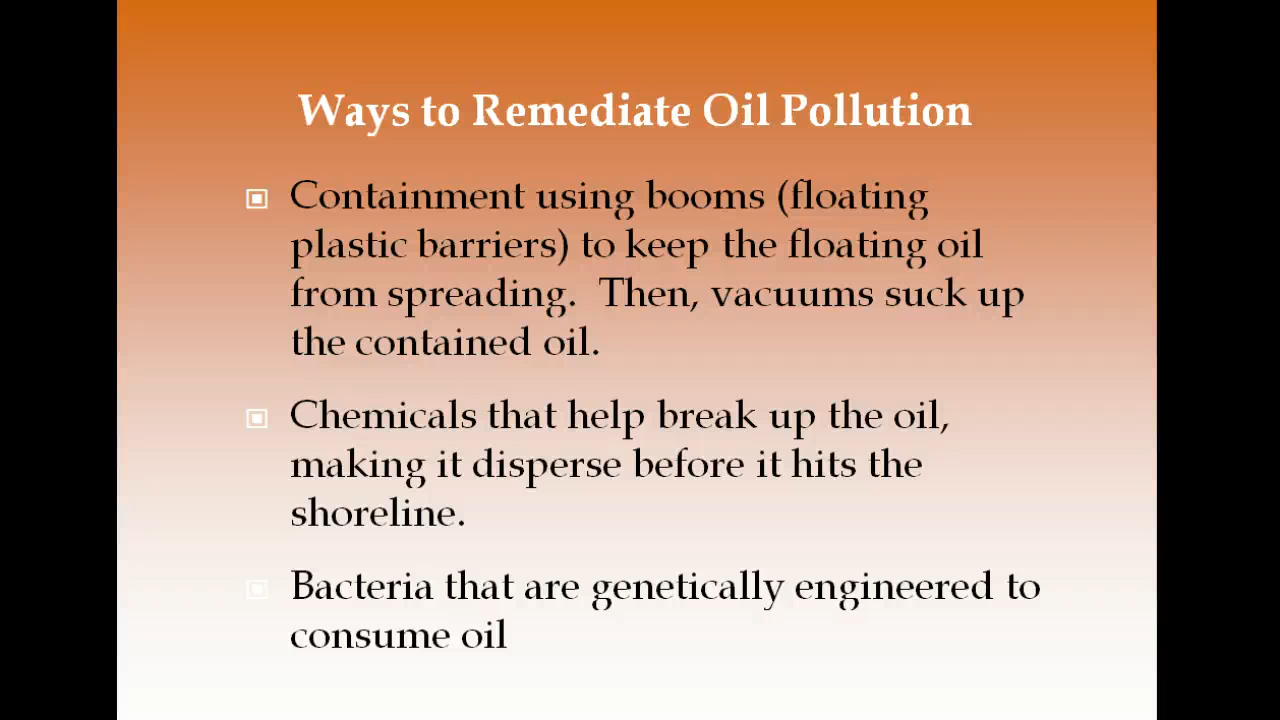 Ways to Remediate Oil Pollution
Containment using booms (floating
plastic barriers) to keep the floating oil
from spreading.  Then, vacuums suck up
the contained oil.
Chemicals that help break up the oil,
making it disperse before it hits the
shoreline.
Bacteria that are genetically engineered to
consume oil